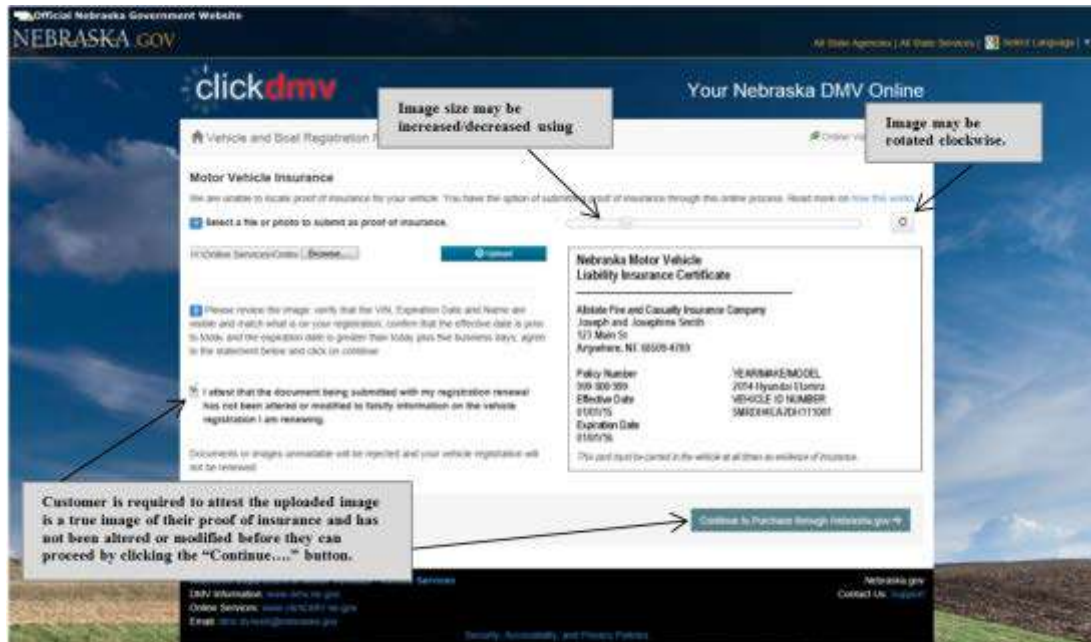 Official Nebraska Government Website
NEBRASKA.GOV
All State Agencies | All State Services | Select Language
clickdmv
Your Nebraska DMV Online
Image size may be
increased/decreased using
Image may be
rotated clockwise.
Vehicle and Boat Registration
Motor Vehicle Insurance
We are unable to locate proof of insurance for your vehicle. You have the option of submitting proof of insurance through this online process. Read more on how this works
Select a file or photo to submit as proof of insurance.
Browse...
Upload
Please review the image: verify that the VIN, Expiration Date and Name are
visible and match what is on your registration, confirm that the effective date is prior
to today and the expiration date is greater than today plus five business days, agree
to the statement below and click on continue
I attest that the document being submitted with my registration renewal
has not been altered or modified to falsify information on the vehicle
registration I am renewing.
Documents or images unreadable will be rejected and your vehicle registration will
not be renewed
Nebraska Motor Vehicle
Liability Insurance Certificate
Allstate Fire and Casualty Insurance Company
Joseph and Josephine Smith
123 Main St
Anywhere, NE
Policy Number
YEAR/MAKE/MODEL
999 000 999
2014 Hyundai Elantra
Effective Date
VEHICLE ID NUMBER
01/01/15
Expiration Date
01/01/16
This card must be carried in the vehicle at all times as evidence of insurance.
Customer is required to attest the uploaded image
is a true image of their proof of insurance and has
not been altered or modified before they can
proceed by clicking the “Continue….” button.
Continue to Purchase through Nebraska.gov
Services
Nebraska.gov
DMV Information:
Contact Us: Support
Online Services:
Email:
Security, Accessibility, and Privacy Policies